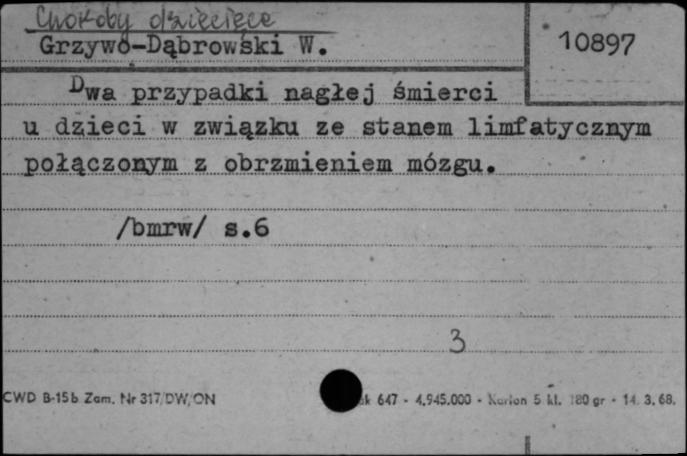 Choroby dziecięce
Grzywo-Dąbrowski W.
10897
Dwa przypadki nagłej śmierci
u dzieci w związku ze stanem limfatycznym
połączonym z obrzmieniem mózgu.
/bmrw/ s.6
3
CWD B-15b Zam. Nr 317/DW/ON
647 - 4.945.000 - Karton 5 kl. 180 gr - 14. 3. 68.